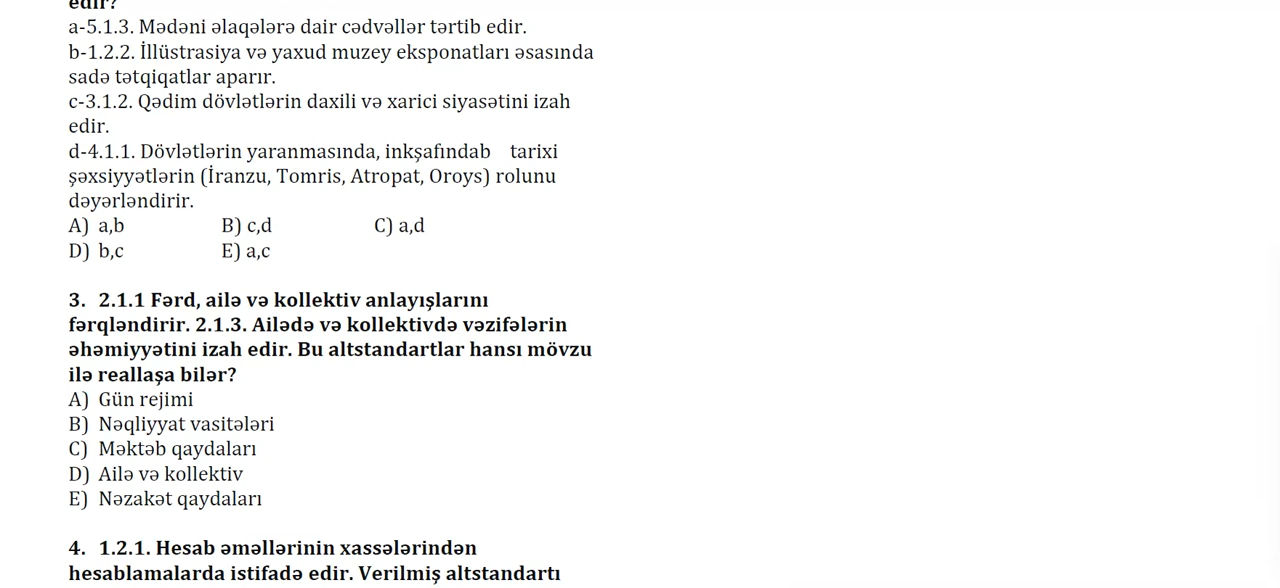 edir?
a-5.1.3. Mədəni əlaqələrə dair cədvəllər tərtib edir.
b-1.2.2. İllüstrasiya və yaxud muzey eksponatları əsasında
sadə tətqiqatlar aparır.
c-3.1.2. Qədim dövlətlərin daxili və xarici siyasətini izah
edir.
d-4.1.1. Dövlətlərin yaranmasında, inkşafındab tarixi
şəxsiyyətlərin (İranzu, Tomris, Atropat, Oroys) rolunu
dəyərləndirir.
A) a,b B) c,d C) a,d
D) b,c E) a,c
3. 2.1.1 Fərd, ailə və kollektiv anlayışlarını
fərqləndirir. 2.1.3. Ailədə və kollektivdə vəzifələrin
əhəmiyyətini izah edir. Bu altstandartlar hansı mövzu
ilə reallaşa bilər?
A) Gün rejimi
B) Nəqliyyat vasitələri
C) Məktəb qaydaları
D) Ailə və kollektiv
E) Nəzakət qaydaları
4. 1.2.1. Hesab əməllərinin xassələrindən
hesablamalarda istifadə edir. Verilmiş altstandartı